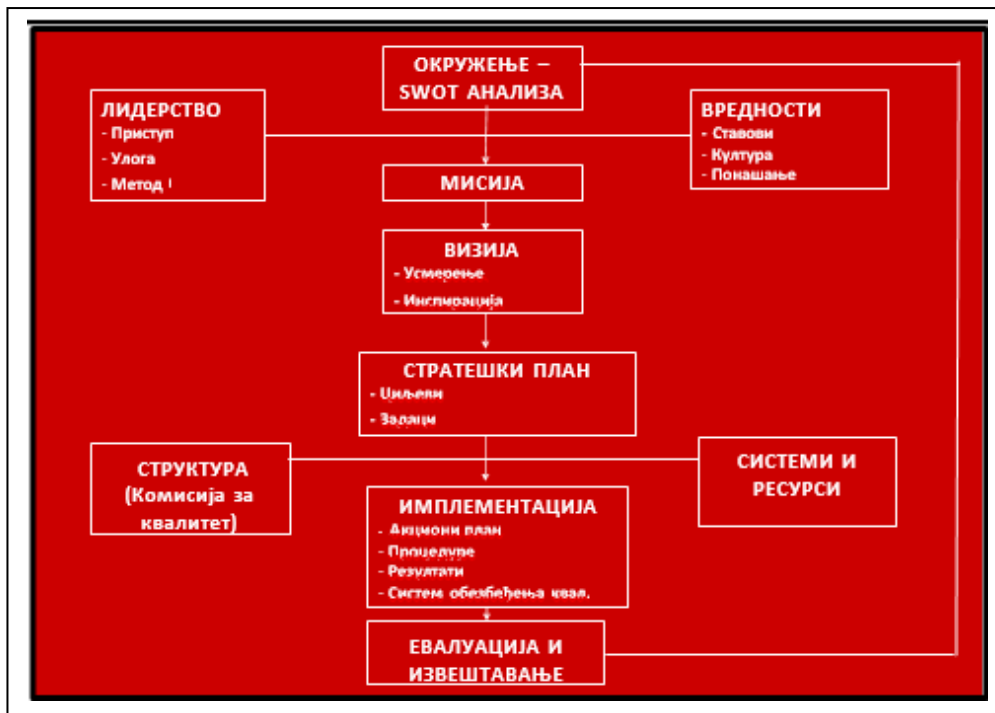 ОКРУЖЕЊЕ –
SWOT АНАЛИЗА
ЛИДЕРСТВО
- Приступ
- Улога
- Метод
ВРЕДНОСТИ
- Ставови
- Култура
- Понашање
МИСИЈА
ВИЗИЈА
- Усмерење
- Инспирација
СТРАТЕШКИ ПЛАН
- Циљеви
- Задаци
СТРУКТУРА
(Комисија за
квалитет)
СИСТЕМИ И
РЕСУРСИ
ИМПЛЕМЕНТАЦИЈА
- Акциони план
- Процедуре
- Резултати
- Систем обезбеђења квал.
ЕВАЛУАЦИЈА И
ИЗВЕШТАВАЊЕ